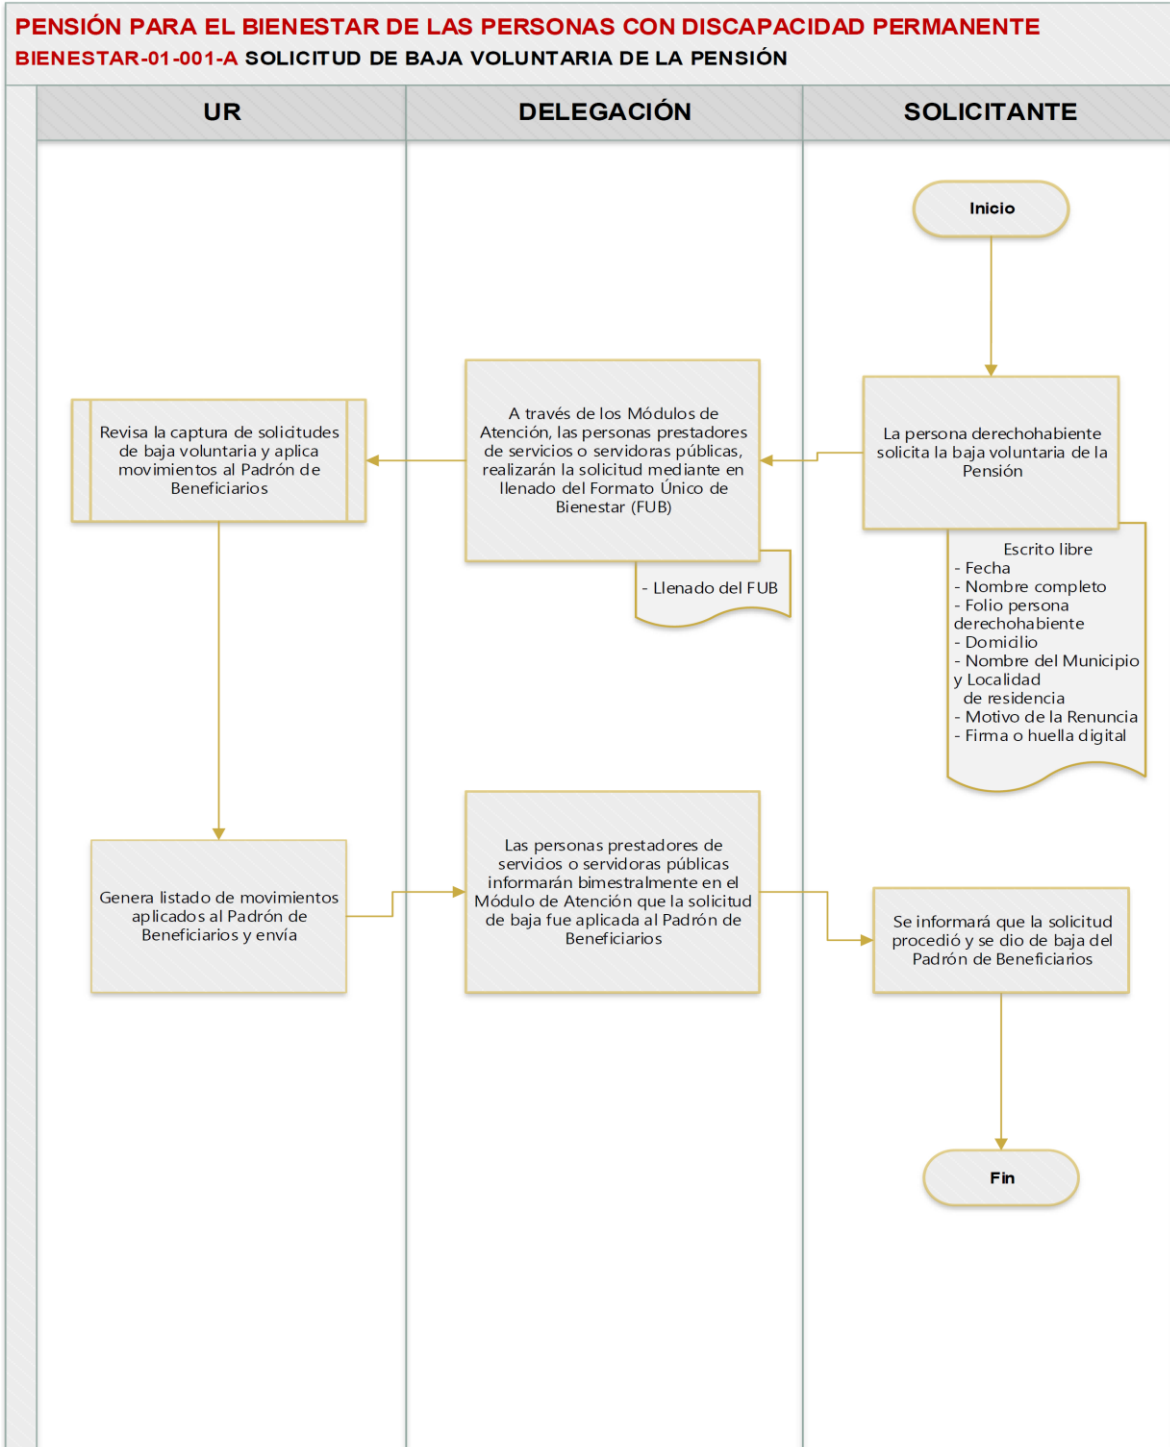 PENSIÓN PARA EL BIENESTAR DE LAS PERSONAS CON DISCAPACIDAD PERMANENTE
BIENESTAR-01-001-A SOLICITUD DE BAJA VOLUNTARIA DE LA PENSIÓN
UR
DELEGACIÓN
SOLICITANTE
Inicio
La persona derechohabiente
solicita la baja voluntaria de la
Pensión
Escrito libre
- Fecha
- Nombre completo
- Folio persona
derechohabiente
- Domicilio
- Nombre del Municipio
y Localidad
de residencia
- Motivo de la Renuncia
- Firma o huella digital
A través de los Módulos de
Atención, las personas prestadores
de servicios o servidoras públicas,
realizarán la solicitud mediante en
llenado del Formato Único de
Bienestar (FUB)
- Llenado del FUB
Revisa la captura de solicitudes
de baja voluntaria y aplica
movimientos al Padrón de
Beneficiarios
Genera listado de movimientos
aplicados al Padrón de
Beneficiarios y envía
Las personas prestadores de
servicios o servidoras públicas
informarán bimestralmente en el
Módulo de Atención que la solicitud
de baja fue aplicada al Padrón de
Beneficiarios
Se informará que la solicitud
procedió y se dio de baja del
Padrón de Beneficiarios
Fin